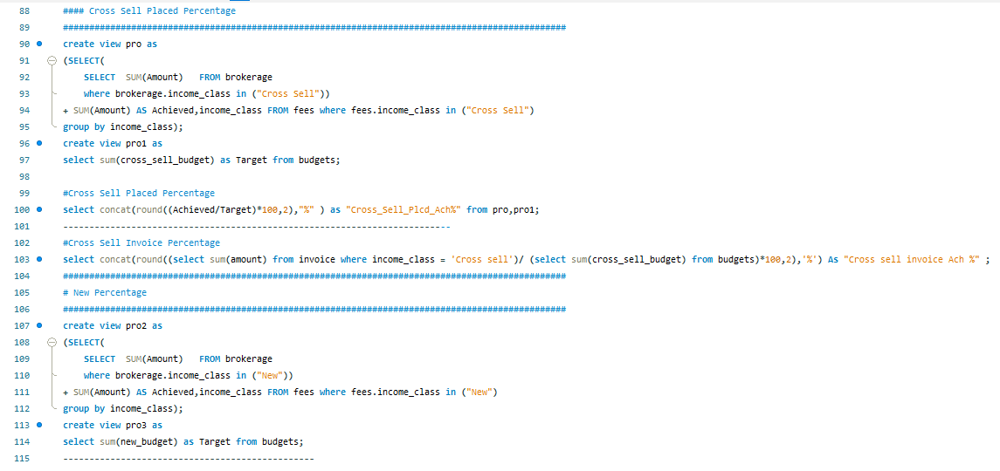 88 #### Cross Sell Placed Percentage
89 ################################################################################################
90 create view pro as
91 (SELECT(
92 SELECT SUM(Amount) FROM brokerage
93 where brokerage.income_class in ("Cross Sell"))
94 + SUM(Amount) AS Achieved,income_class FROM fees where fees.income_class in ("Cross Sell")
95 group by income_class);
96 create view pro1 as
97 select sum(cross_sell_budget) as Target from budgets;
98
99 #Cross Sell Placed Percentage
100 select concat(round((Achieved/Target)*100,2),"%" ) as "Cross_Sell_Plcd_Ach%" from pro,pro1;
101 --------------------------------------------------------------------------
102 #Cross Sell Invoice Percentage
103 select concat(round((select sum(amount) from invoice where income_class = 'Cross sell')/ (select sum(cross_sell_budget) from budgets)*100,2),'%') As "Cross sell invoice Ach %" ;
104 ################################################################################################
105 # New Percentage
106 ################################################################################################
107 create view pro2 as
108 (SELECT(
109 SELECT SUM(Amount) FROM brokerage
110 where brokerage.income_class in ("New"))
111 + SUM(Amount) AS Achieved,income_class FROM fees where fees.income_class in ("New")
112 group by income_class);
113 create view pro3 as
114 select sum(new_budget) as Target from budgets;
115 ------------------------------------------------